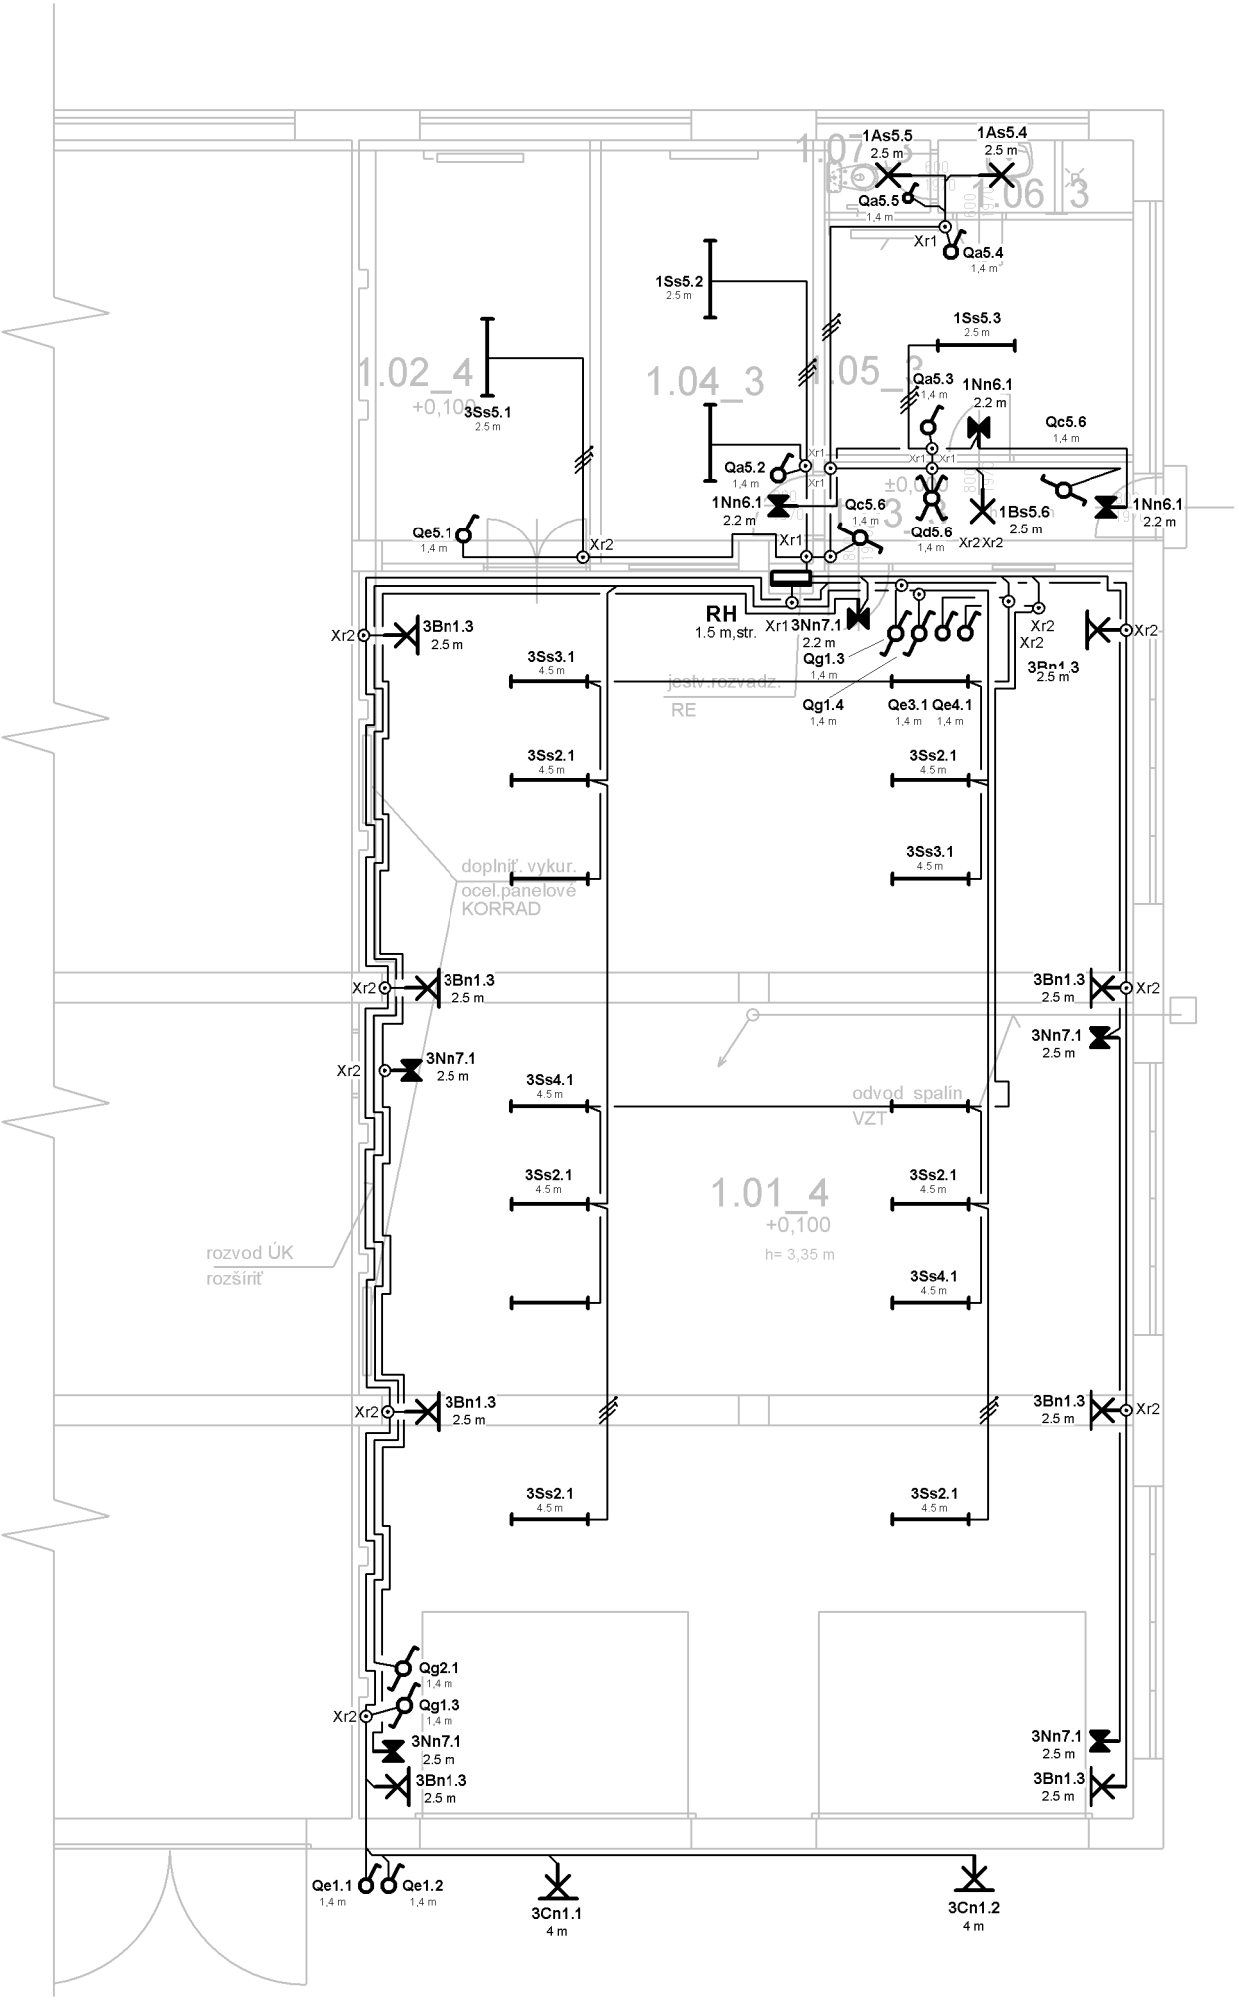 1.07_3
1As5.5
2.5 m
1As5.4
2.5 m
600
1970
1.06_3
600
1970
Qa5.5
1,4 m
Xr1
Qa5.4
1,4 m
1Ss5.2
2.5 m
1Ss5.3
2.5 m
1.02_4
+0,100
3Ss5.1
2.5 m
1.04_3
1.05_3
Qa5.3
1,4 m
1Nn6.1
2.2 m
Qc5.6
1,4 m
Xr1
Xr1
Xr1
Xr1
Qa5.2
1,4 m
±0,000
800
1Nn6.1
2.2 m
Qc5.6
1,4 m
Qd5.6
1,4 m
1Bs5.6
2.5 m
Xr2
Xr2
1Nn6.1
2.2 m
Qe5.1
1,4 m
Xr2
Xr1
RH
1.5 m,str.
Xr1
3Nn7.1
2.2 m
Xr2
Xr2
Xr2
3Bn1.3
2.5 m
Xr2
3Bn1.3
2.5 m
Qg1.3
1,4 m
3Ss3.1
4.5 m
jestv.rozvadz.
RE
Qg1.4
1,4 m
Qe3.1
1,4 m
Qe4.1
1,4 m
3Ss2.1
4.5 m
3Ss2.1
4.5 m
3Ss3.1
4.5 m
doplniť. vykur.
ocel.panelové
KORRAD
Xr2
3Bn1.3
2.5 m
3Bn1.3
2.5 m
Xr2
3Nn7.1
2.5 m
Xr2
3Nn7.1
2.5 m
3Ss4.1
4.5 m
odvod spalín
VZT
3Ss2.1
4.5 m
1.01_4
+0,100
h= 3,35 m
3Ss2.1
4.5 m
rozvod ÚK
rozšíriť
3Ss4.1
4.5 m
Xr2
3Bn1.3
2.5 m
3Bn1.3
2.5 m
Xr2
3Ss2.1
4.5 m
3Ss2.1
4.5 m
Qg2.1
1,4 m
Qg1.3
1,4 m
Xr2
3Nn7.1
2.5 m
3Nn7.1
2.5 m
3Bn1.3
2.5 m
3Bn1.3
2.5 m
Qe1.1
1,4 m
Qe1.2
1,4 m
3Cn1.1
4 m
3Cn1.2
4 m